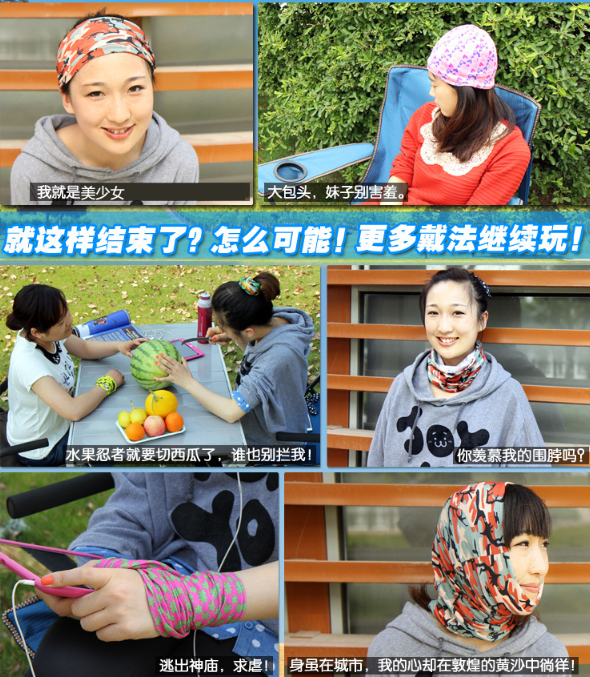 我就是美少女
大包头，妹子别害羞。
就这样结束了？怎么可能！更多戴法继续玩！
水果忍者就要切西瓜了，谁也别拦我！
你羡慕我的围脖吗？
逃出神庙，求虐！
身虽在城市，我的心却在敦煌的黄沙中徜徉！